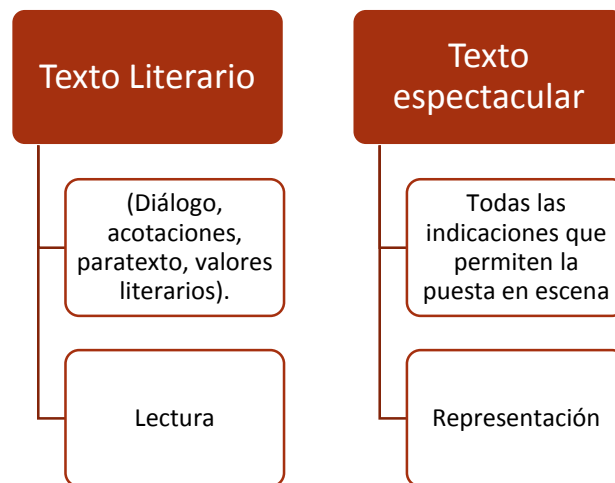 Texto Literario
(Diálogo,
acotaciones,
paratexto, valores
literarios).
Lectura
Texto
espectacular
Todas las
indicaciones que
permiten la
puesta en escena
Representación